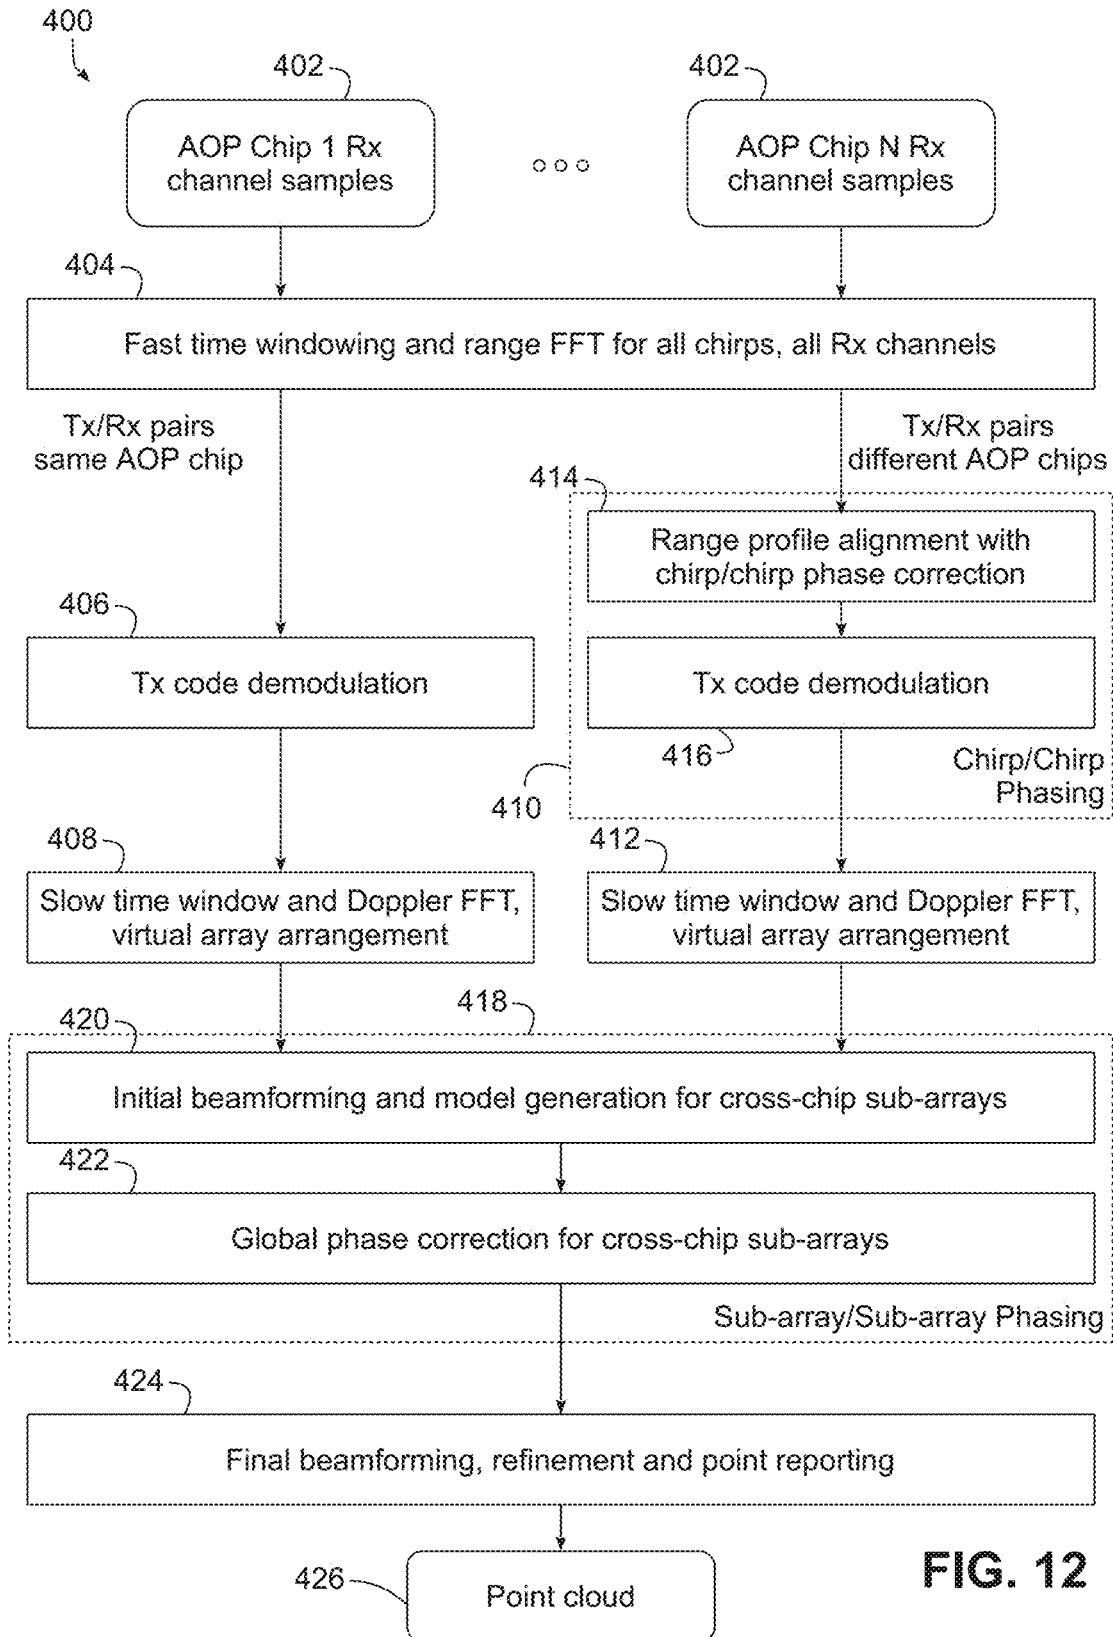 400
402
402
AOP Chip 1 Rx
channel samples
AOP Chip N Rx
channel samples
404
Fast time windowing and range FFT for all chirps, all Rx channels
Tx/Rx pairs
same AOP chip
Tx/Rx pairs
different AOP chips
414
Range profile alignment with
chirp/chirp phase correction
406
Tx code demodulation
Tx code demodulation
416
Chirp/Chirp
Phasing
410
408
412
Slow time window and Doppler FFT,
virtual array arrangement
Slow time window and Doppler FFT,
virtual array arrangement
418
420
Initial beamforming and model generation for cross-chip sub-arrays
422
Global phase correction for cross-chip sub-arrays
Sub-array/Sub-array Phasing
424
Final beamforming, refinement and point reporting
426
Point cloud
FIG. 12